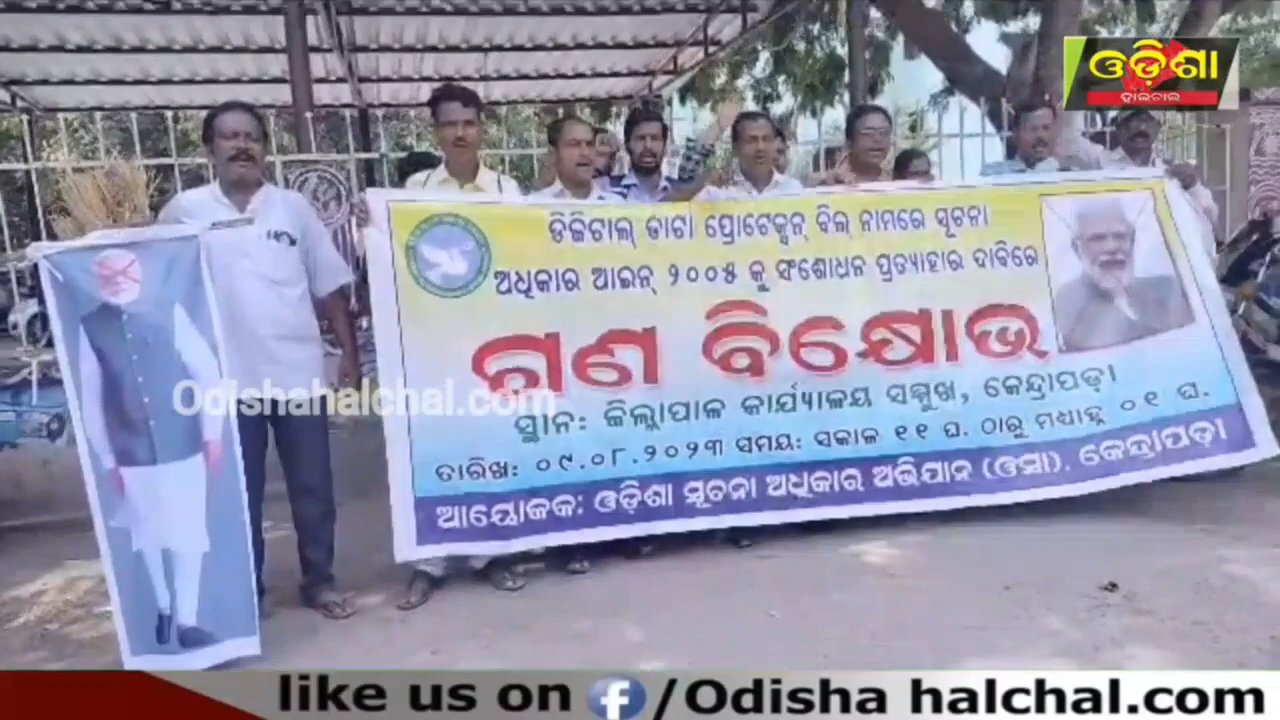 ଓଡ଼ିଶା
ହାଲଚାଲ
ଡିଜିଟାଲ୍ ଡାଟା ପ୍ରୋଟେକ୍ସନ୍ ବିଲ୍ ନାମରେ ସୂଚନା
ଅଧିକାର ଆଇନ୍ ୨୦୦୫ କୁ ସଂଶୋଧନ ପ୍ରତ୍ୟାହାର ଦାବିରେ
ଗଣ ବିକ୍ଷୋଭ
ସ୍ଥାନ: ଜିଲ୍ଲାପାଳ କାର୍ଯ୍ୟାଳୟ ସମ୍ମୁଖ, କେନ୍ଦ୍ରାପଡ଼ା
ତାରିଖ: ୦୯.୦୮.୨୦୨୩ ସମୟ: ସକାଳ ୧୧ ଘ. ଠାରୁ ମଧ୍ୟାହ୍ନ ୦୧ ଘ.
ଆୟୋଜକ: ଓଡ଼ିଶା ସୂଚନା ଅଧିକାର ଅଭିଯାନ (ଓସା), କେନ୍ଦ୍ରାପଡ଼ା
Odishahalchal.com
like us on f/Odisha halchal.com